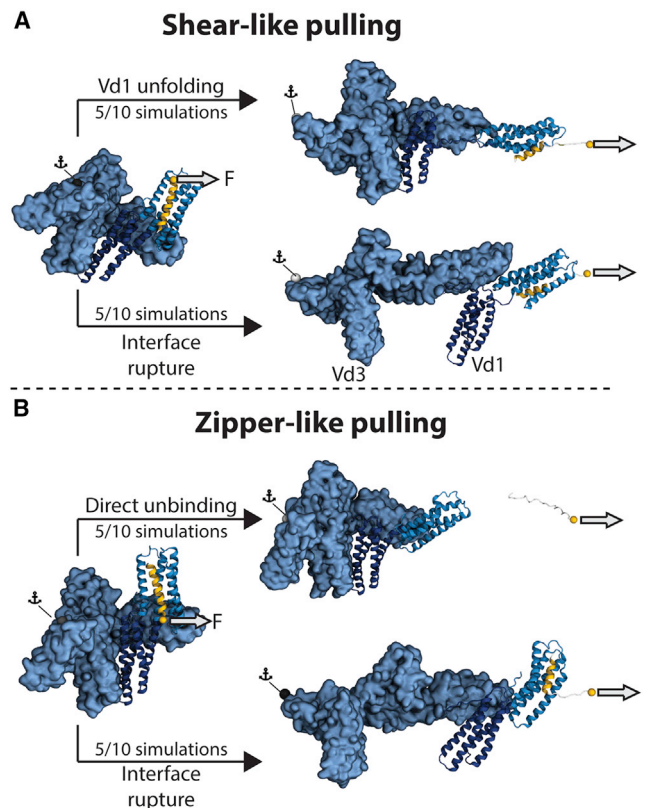 A
Shear-like pulling
Vd1 unfolding
5/10 simulations
F
5/10 simulations
Interface
rupture
Vd3
Vd1
B
Zipper-like pulling
Direct unbinding
5/10 simulations
F
5/10 simulations
Interface
rupture